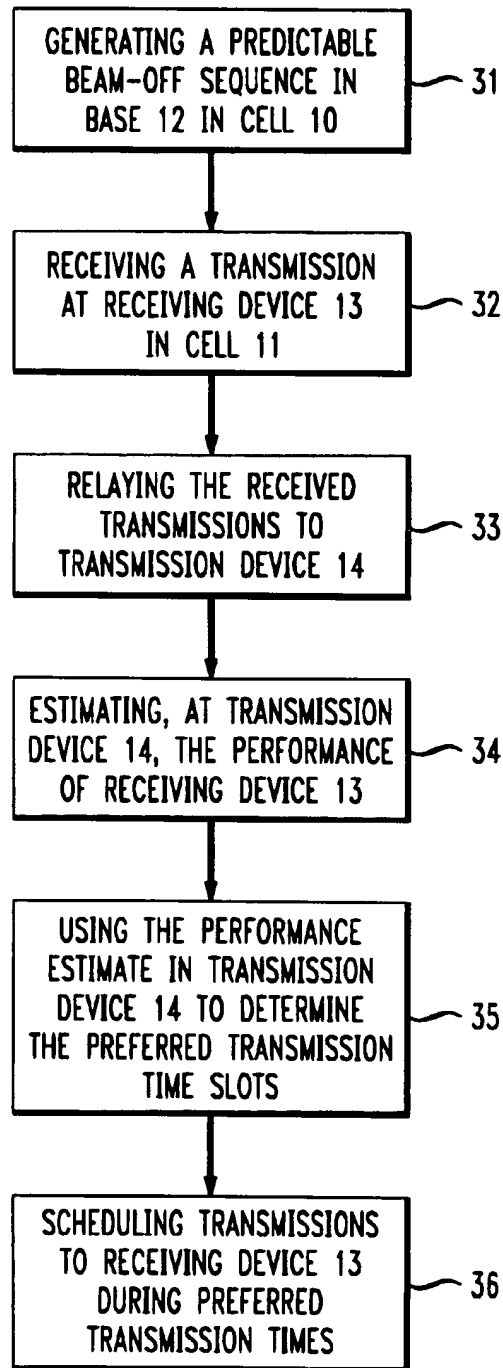 GENERATING A PREDICTABLE
BEAM-OFF SEQUENCE IN
BASE 12 IN CELL 10
31
RECEIVING A TRANSMISSION
AT RECEIVING DEVICE 13
IN CELL 11
32
RELAYING THE RECEIVED
TRANSMISSIONS TO
TRANSMISSION DEVICE 14
33
ESTIMATING, AT TRANSMISSION
DEVICE 14, THE PERFORMANCE
OF RECEIVING DEVICE 13
34
USING THE PERFORMANCE
ESTIMATE IN TRANSMISSION
DEVICE 14 TO DETERMINE
THE PREFERRED TRANSMISSION
TIME SLOTS
35
SCHEDULING TRANSMISSIONS
TO RECEIVING DEVICE 13
DURING PREFERRED
TRANSMISSION TIMES
36